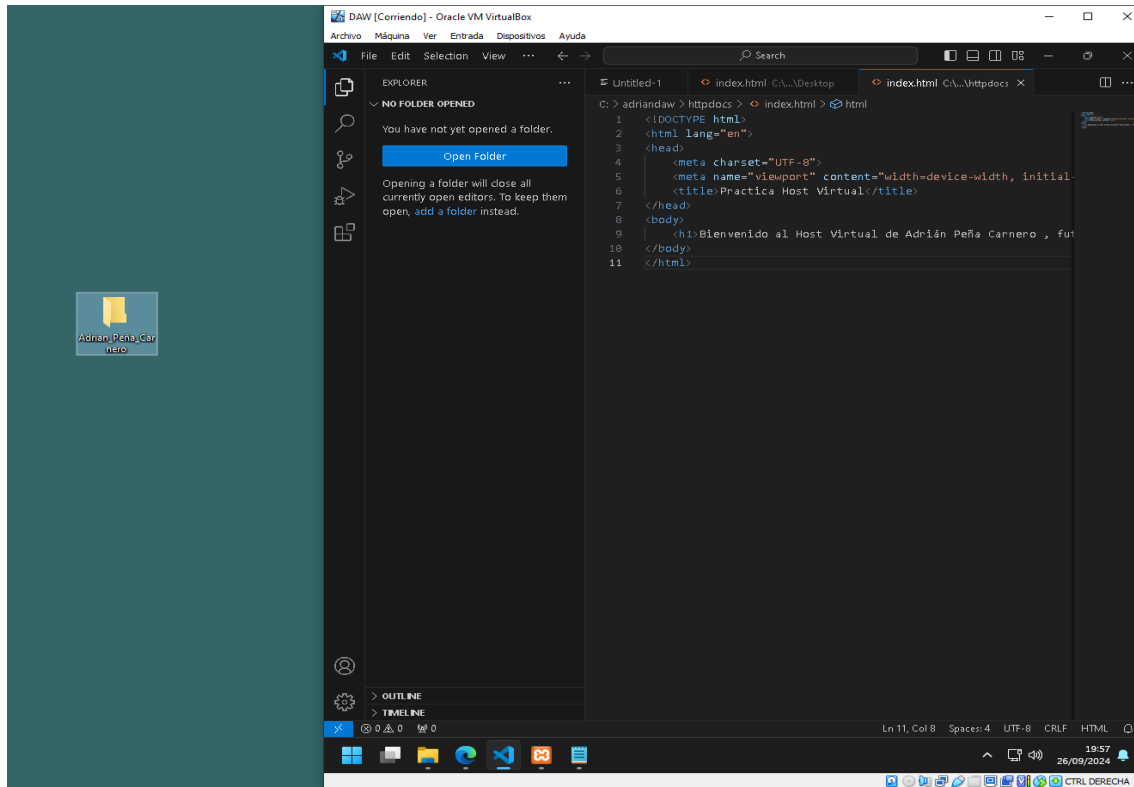 DAW [Corriendo] - Oracle VM VirtualBox
Archivo Máquina Ver Entrada Dispositivos Ayuda
File Edit Selection View ··· Search
EXPLORER ···
NO FOLDER OPENED
You have not yet opened a folder.
Open Folder
Opening a folder will close all
currently open editors. To keep them
open, add a folder instead.
Untitled-1 index.html C:\...\Desktop index.html C:\...\httpdocs
C: > adriandaw > httpdocs > index.html > html
1 <!DOCTYPE html>
2 <html lang="en">
3 <head>
4 <meta charset="UTF-8">
5 <meta name="viewport" content="width=device-width, initial-
6 <title>Practica Host Virtual</title>
7 </head>
8 <body>
9 <h1>Bienvenido al Host Virtual de Adrián Peña Carnero , fut
10 </body>
11 </html>
Adrian_Peña_Car
nero
OUTLINE
TIMELINE
0 0 0
Ln 11, Col 8 Spaces: 4 UTF-8 CRLF HTML
19:57
26/09/2024
CTRL DERECHA